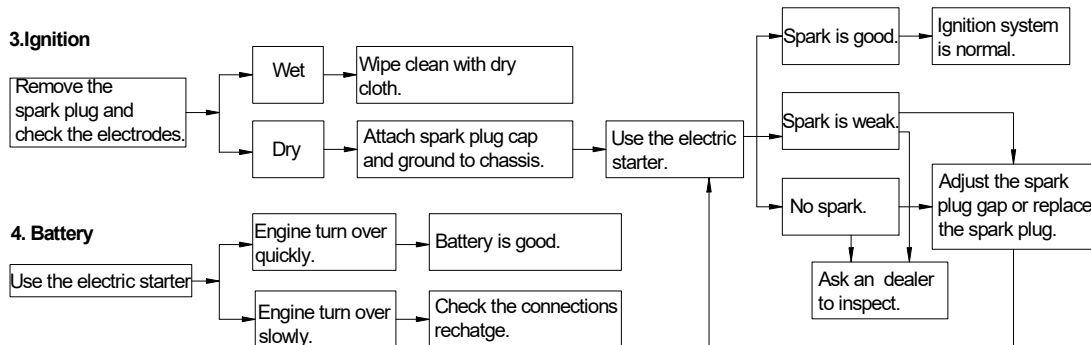 3.Ignition
Remove the
spark plug and
check the electrodes.
Wet
Wipe clean with dry
cloth.
Dry
Attach spark plug cap
and ground to chassis.
Use the electric
starter.
Spark is good.
Ignition system
is normal.
Spark is weak.
No spark.
Adjust the spark
plug gap or replace
the spark plug.
Ask an  dealer
to inspect.
4. Battery
Use the electric starter
Engine turn over
quickly.
Battery is good.
Engine turn over
slowly.
Check the connections
rechatge.